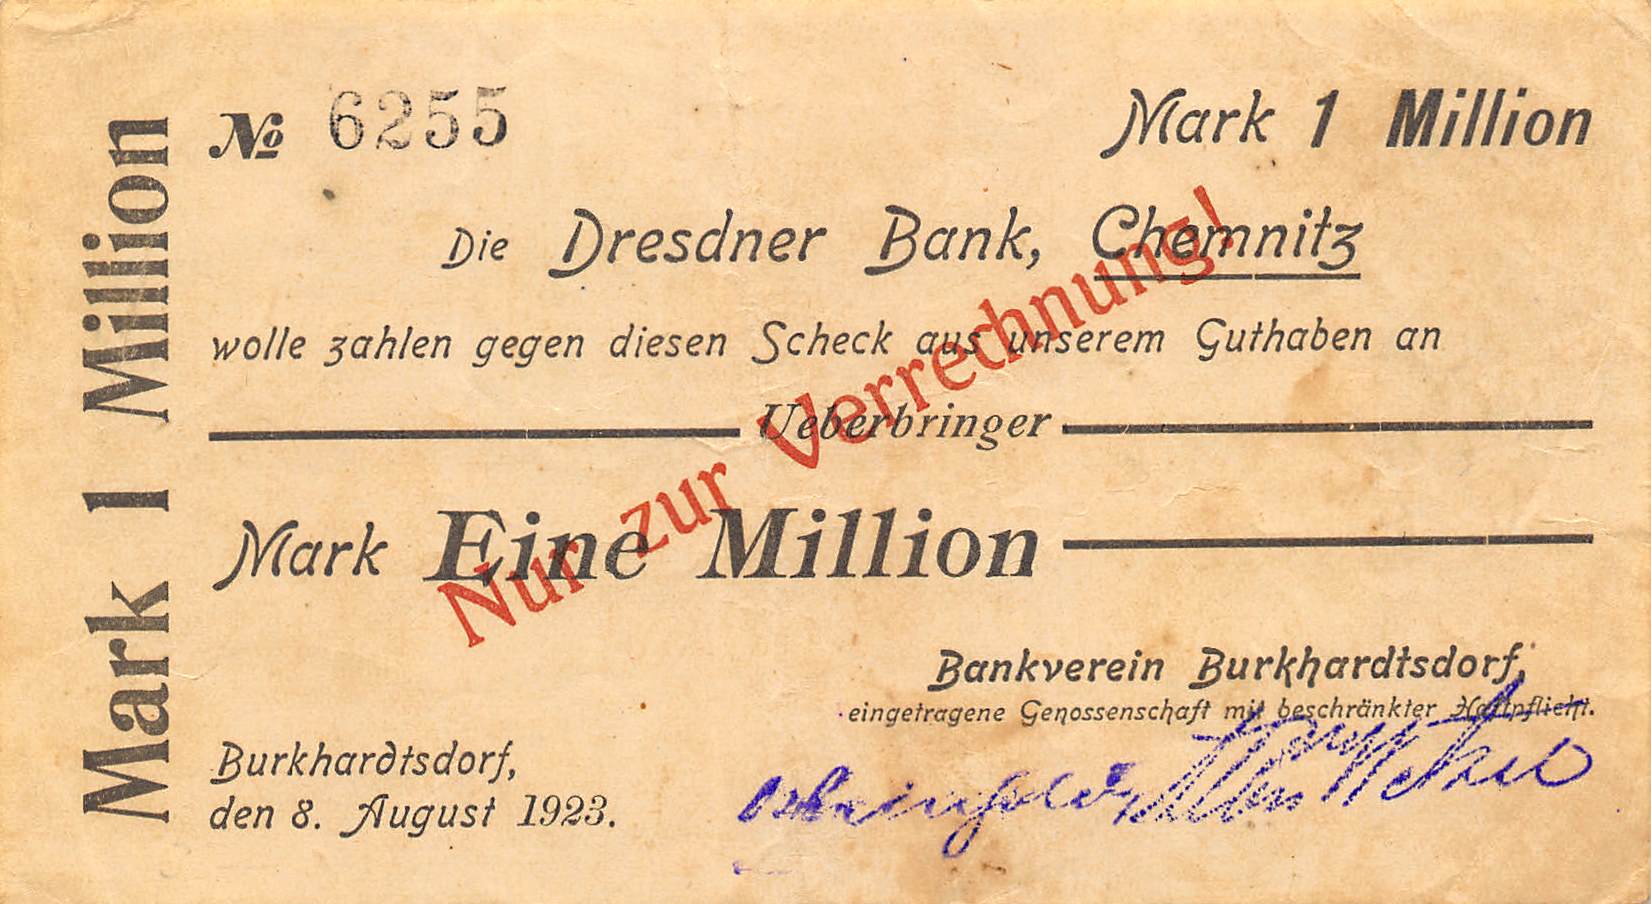 Mark 1 Million
№ 6255
Mark 1 Million
Die Dresdner Bank, Chemnitz
wolle zahlen gegen diesen Scheck aus unserem Guthaben an
Ueberbringer
Mark Eine Million
Nur zur Verrechnung!
Bankverein Burkhardtsdorf,
eingetragene Genossenschaft mit beschränkter Haftpflicht.
Burkhardtsdorf,
den 8. August 1923.